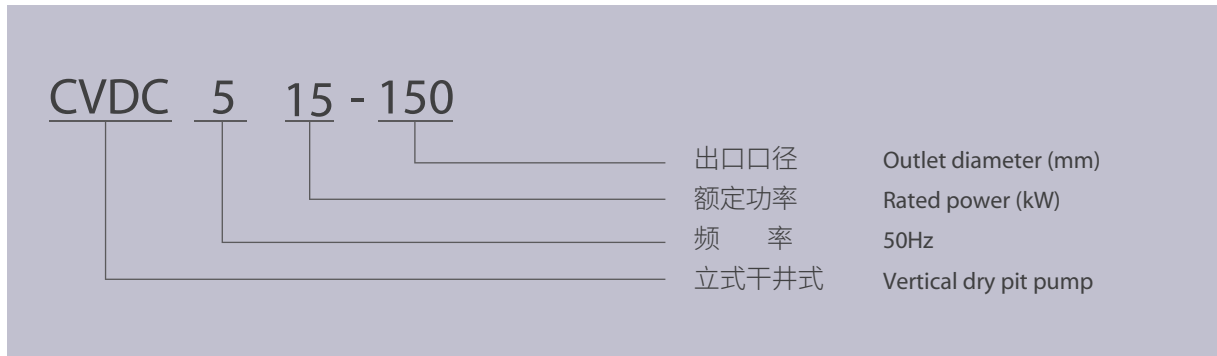 CVDC 5 15 - 150
出口口径 Outlet diameter (mm)
额定功率 Rated power (kW)
频 率 50Hz
立式干井式 Vertical dry pit pump